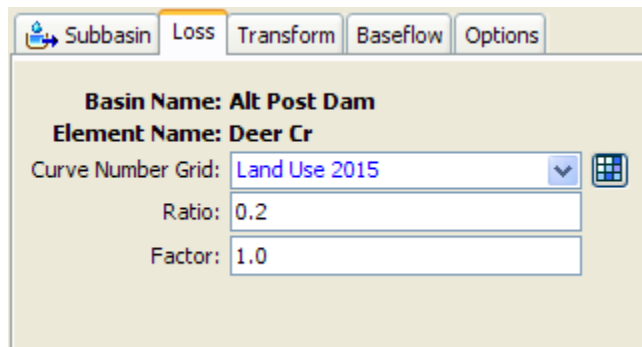 Subbasin Loss Transform Baseflow Options
Basin Name: Alt Post Dam
Element Name: Deer Cr
Curve Number Grid: Land Use 2015
Ratio: 0.2
Factor: 1.0